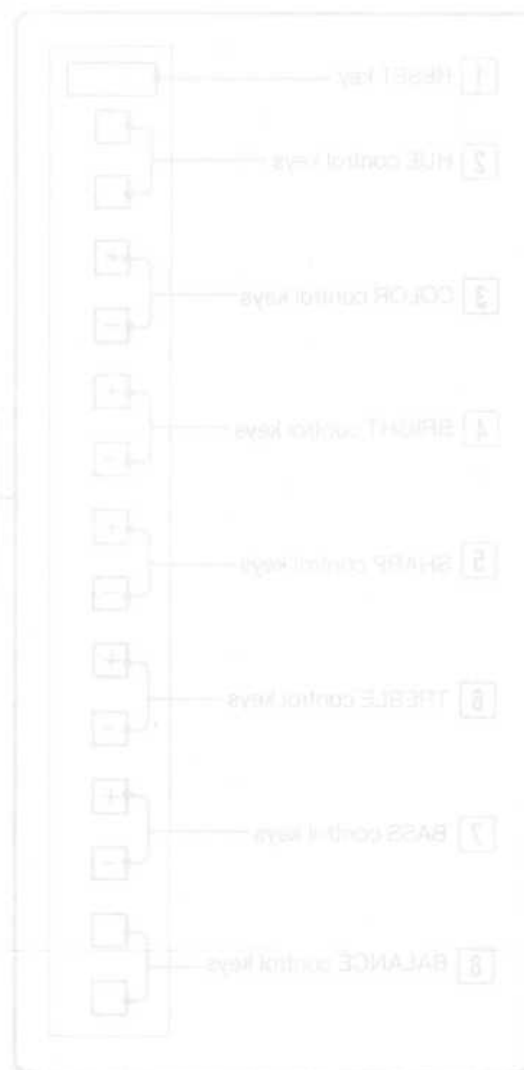 1 RESET key
2 HUE control keys
3 COLOR control keys
+
−
4 BRIGHT control keys
+
−
5 SHARP control keys
+
−
6 TREBLE control keys
+
−
7 BASS control keys
+
−
8 BALANCE control keys